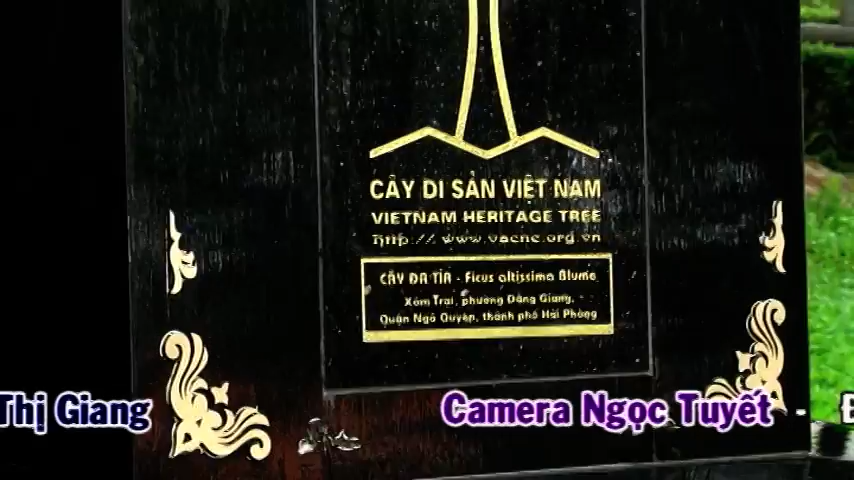 CÂY DI SẢN VIỆT NAM
VIETNAM HERITAGE TREE
http://www.vacne.org.vn
CÂY ĐA TÍA - Ficus altissima Blume
Xóm Trại, phường Đằng Giang,
Quận Ngô Quyền, thành phố Hải Phòng
Thị Giang
Camera Ngọc Tuyết -